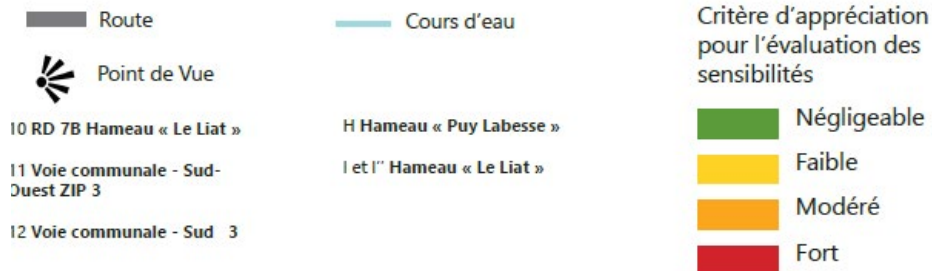 Route
Point de Vue
10 RD 7B Hameau « Le Liat »
11 Voie communale - Sud-
Ouest ZIP 3
12 Voie communale - Sud 3
Cours d'eau
H Hameau « Puy Labesse »
I et I'' Hameau « Le Liat »
Critère d'appréciation
pour l'évaluation des
sensibilités
Négligeable
Faible
Modéré
Fort